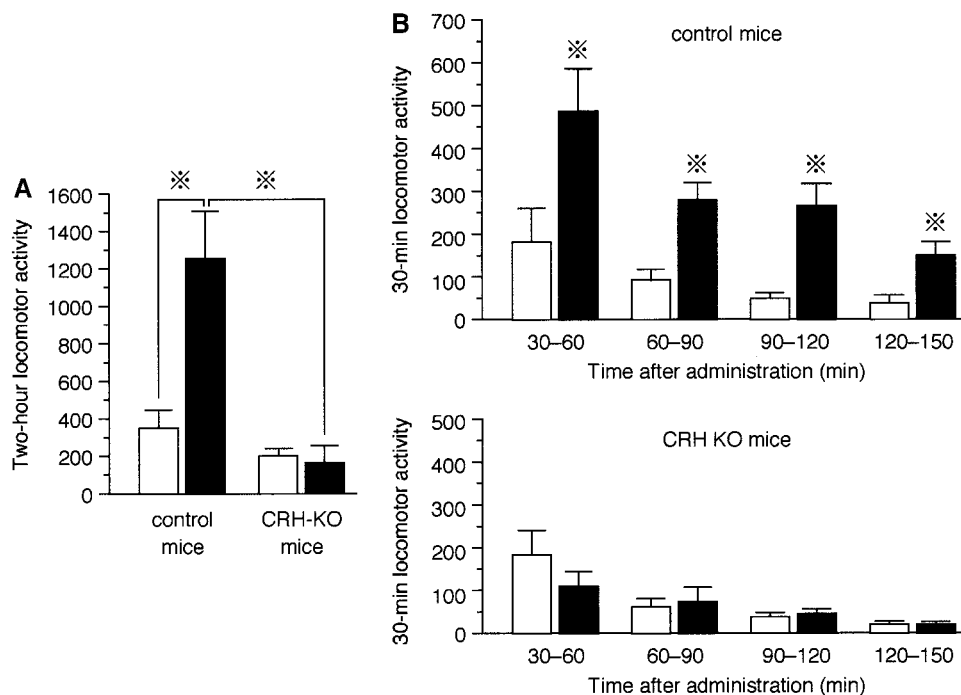 A
Two-hour locomotor activity
1600
1400
1200
1000
800
600
400
200
0
※
※
control
mice
CRH-KO
mice
B
control mice
30-min locomotor activity
700
600
500
400
300
200
100
0
※
※
※
※
30–60
60–90
90–120
120–150
Time after administration (min)
CRH KO mice
30-min locomotor activity
500
400
300
200
100
0
30–60
60–90
90–120
120–150
Time after administration (min)